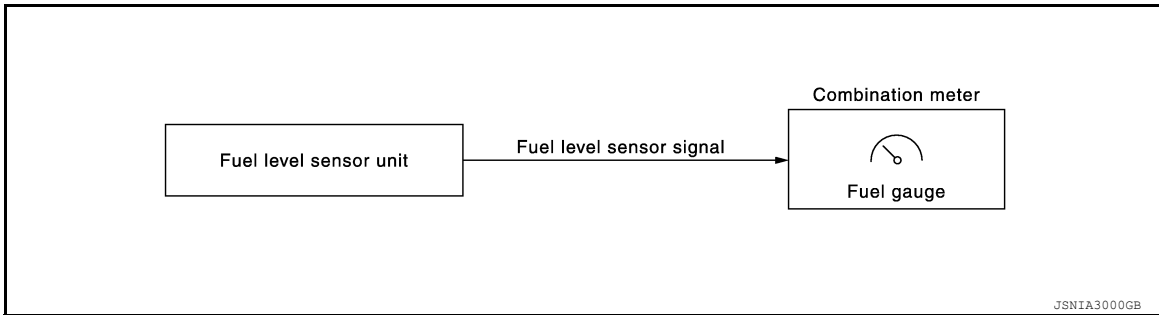 Combination meter
Fuel level sensor unit
Fuel level sensor signal
Fuel gauge
JSNIA3000GB